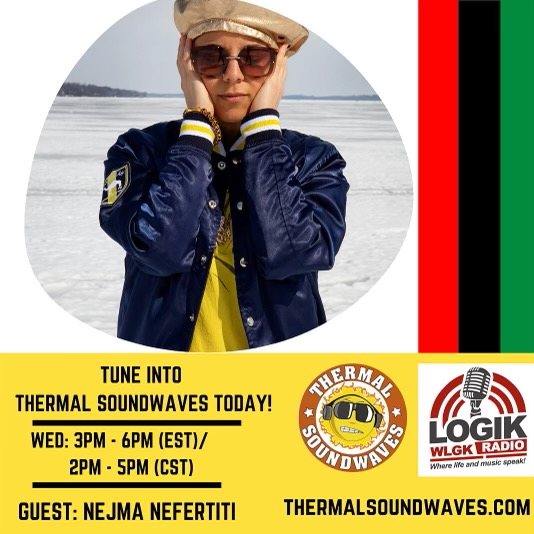 TUNE INTO
THERMAL SOUNDWAVES TODAY!
WED: 3PM - 6PM (EST)/
2PM - 5PM (CST)
GUEST: NEJMA NEFERTITI
THERMAL
SOUNDWAVES
LOGIK
WLGK RADIO
Where life and music speak!
THERMALSOUNDWAVES.COM